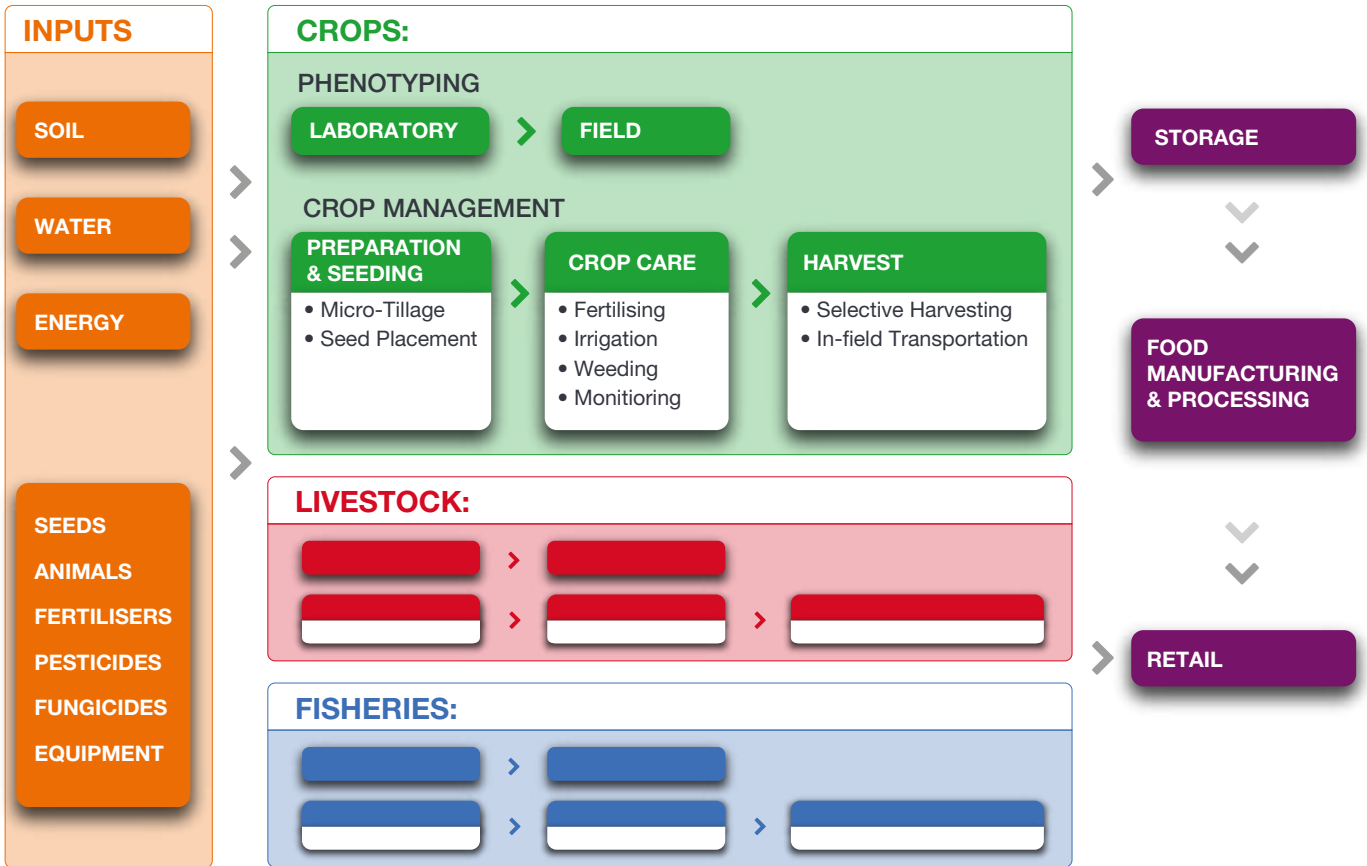 INPUTS
SOIL
WATER
ENERGY
SEEDS
ANIMALS
FERTILISERS
PESTICIDES
FUNGICIDES
EQUIPMENT
CROPS:
PHENOTYPING
LABORATORY
FIELD
CROP MANAGEMENT
PREPARATION
& SEEDING
• Micro-Tillage
• Seed Placement
CROP CARE
• Fertilising
• Irrigation
• Weeding
• Monitioring
HARVEST
• Selective Harvesting
• In-field Transportation
LIVESTOCK:
FISHERIES:
STORAGE
FOOD
MANUFACTURING
& PROCESSING
RETAIL